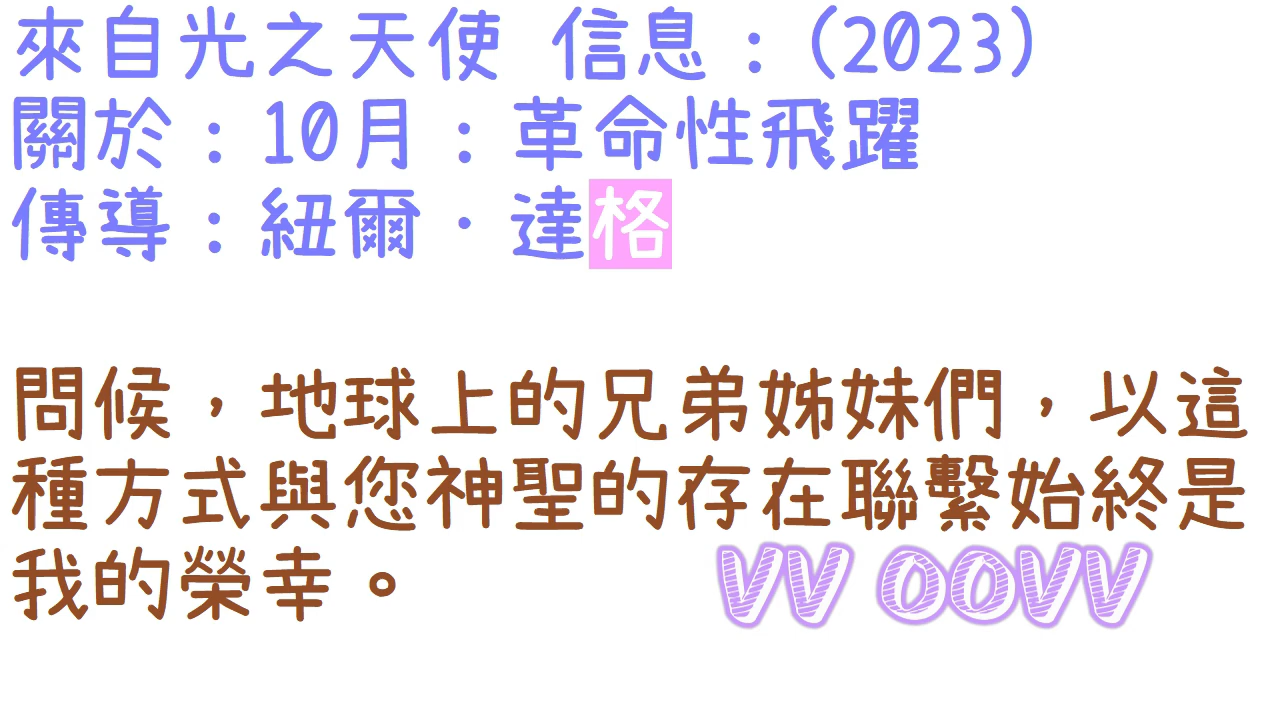 來自光之天使 信息：(2023)
關於：10月：革命性飛躍
傳導：紐爾・達格
問候，地球上的兄弟姊妹們，以這
種方式與您神聖的存在聯繫始終是
我的榮幸。
VV OOVV